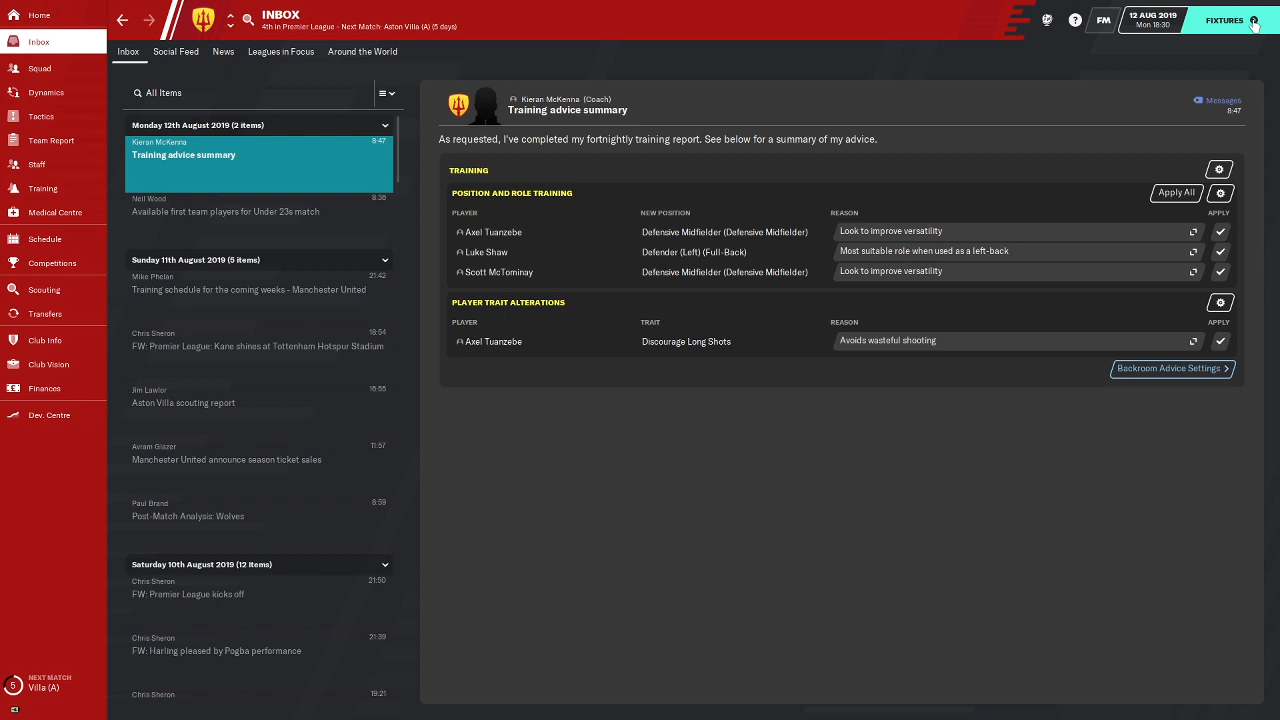 Home
Inbox
Squad
Dynamics
Tactics
Team Report
Staff
Training
Medical Centre
Schedule
Competitions
Scouting
Transfers
Club Info
Club Vision
Finances
Dev. Centre
5
NEXT MATCH
Villa (A)
INBOX
4th in Premier League - Next Match: Aston Villa (A) (5 days)
?
FM
12 AUG 2019
Mon 18:30
FIXTURES
Inbox
Social Feed
News
Leagues in Focus
Around the World
All Items
Monday 12th August 2019 (2 items)
Kieran McKenna 8:47
Training advice summary
Neil Wood 8:36
Available first team players for Under 23s match
Sunday 11th August 2019 (5 items)
Mike Phelan 21:42
Training schedule for the coming weeks - Manchester United
Chris Sheron 18:54
FW: Premier League: Kane shines at Tottenham Hotspur Stadium
Jim Lawlor 16:55
Aston Villa scouting report
Avram Glazer 11:57
Manchester United announce season ticket sales
Paul Brand 8:59
Post-Match Analysis: Wolves
Saturday 10th August 2019 (12 items)
Chris Sheron 21:50
FW: Premier League kicks off
Chris Sheron 21:39
FW: Harling pleased by Pogba performance
Chris Sheron 19:21
Kieran McKenna (Coach)
Training advice summary
Messages
8:47
As requested, I've completed my fortnightly training report. See below for a summary of my advice.
TRAINING
POSITION AND ROLE TRAINING Apply All
PLAYER NEW POSITION REASON APPLY
Axel Tuanzebe Defensive Midfielder (Defensive Midfielder) Look to improve versatility
Luke Shaw Defender (Left) (Full-Back) Most suitable role when used as a left-back
Scott McTominay Defensive Midfielder (Defensive Midfielder) Look to improve versatility
PLAYER TRAIT ALTERATIONS
PLAYER TRAIT REASON APPLY
Axel Tuanzebe Discourage Long Shots Avoids wasteful shooting
Backroom Advice Settings